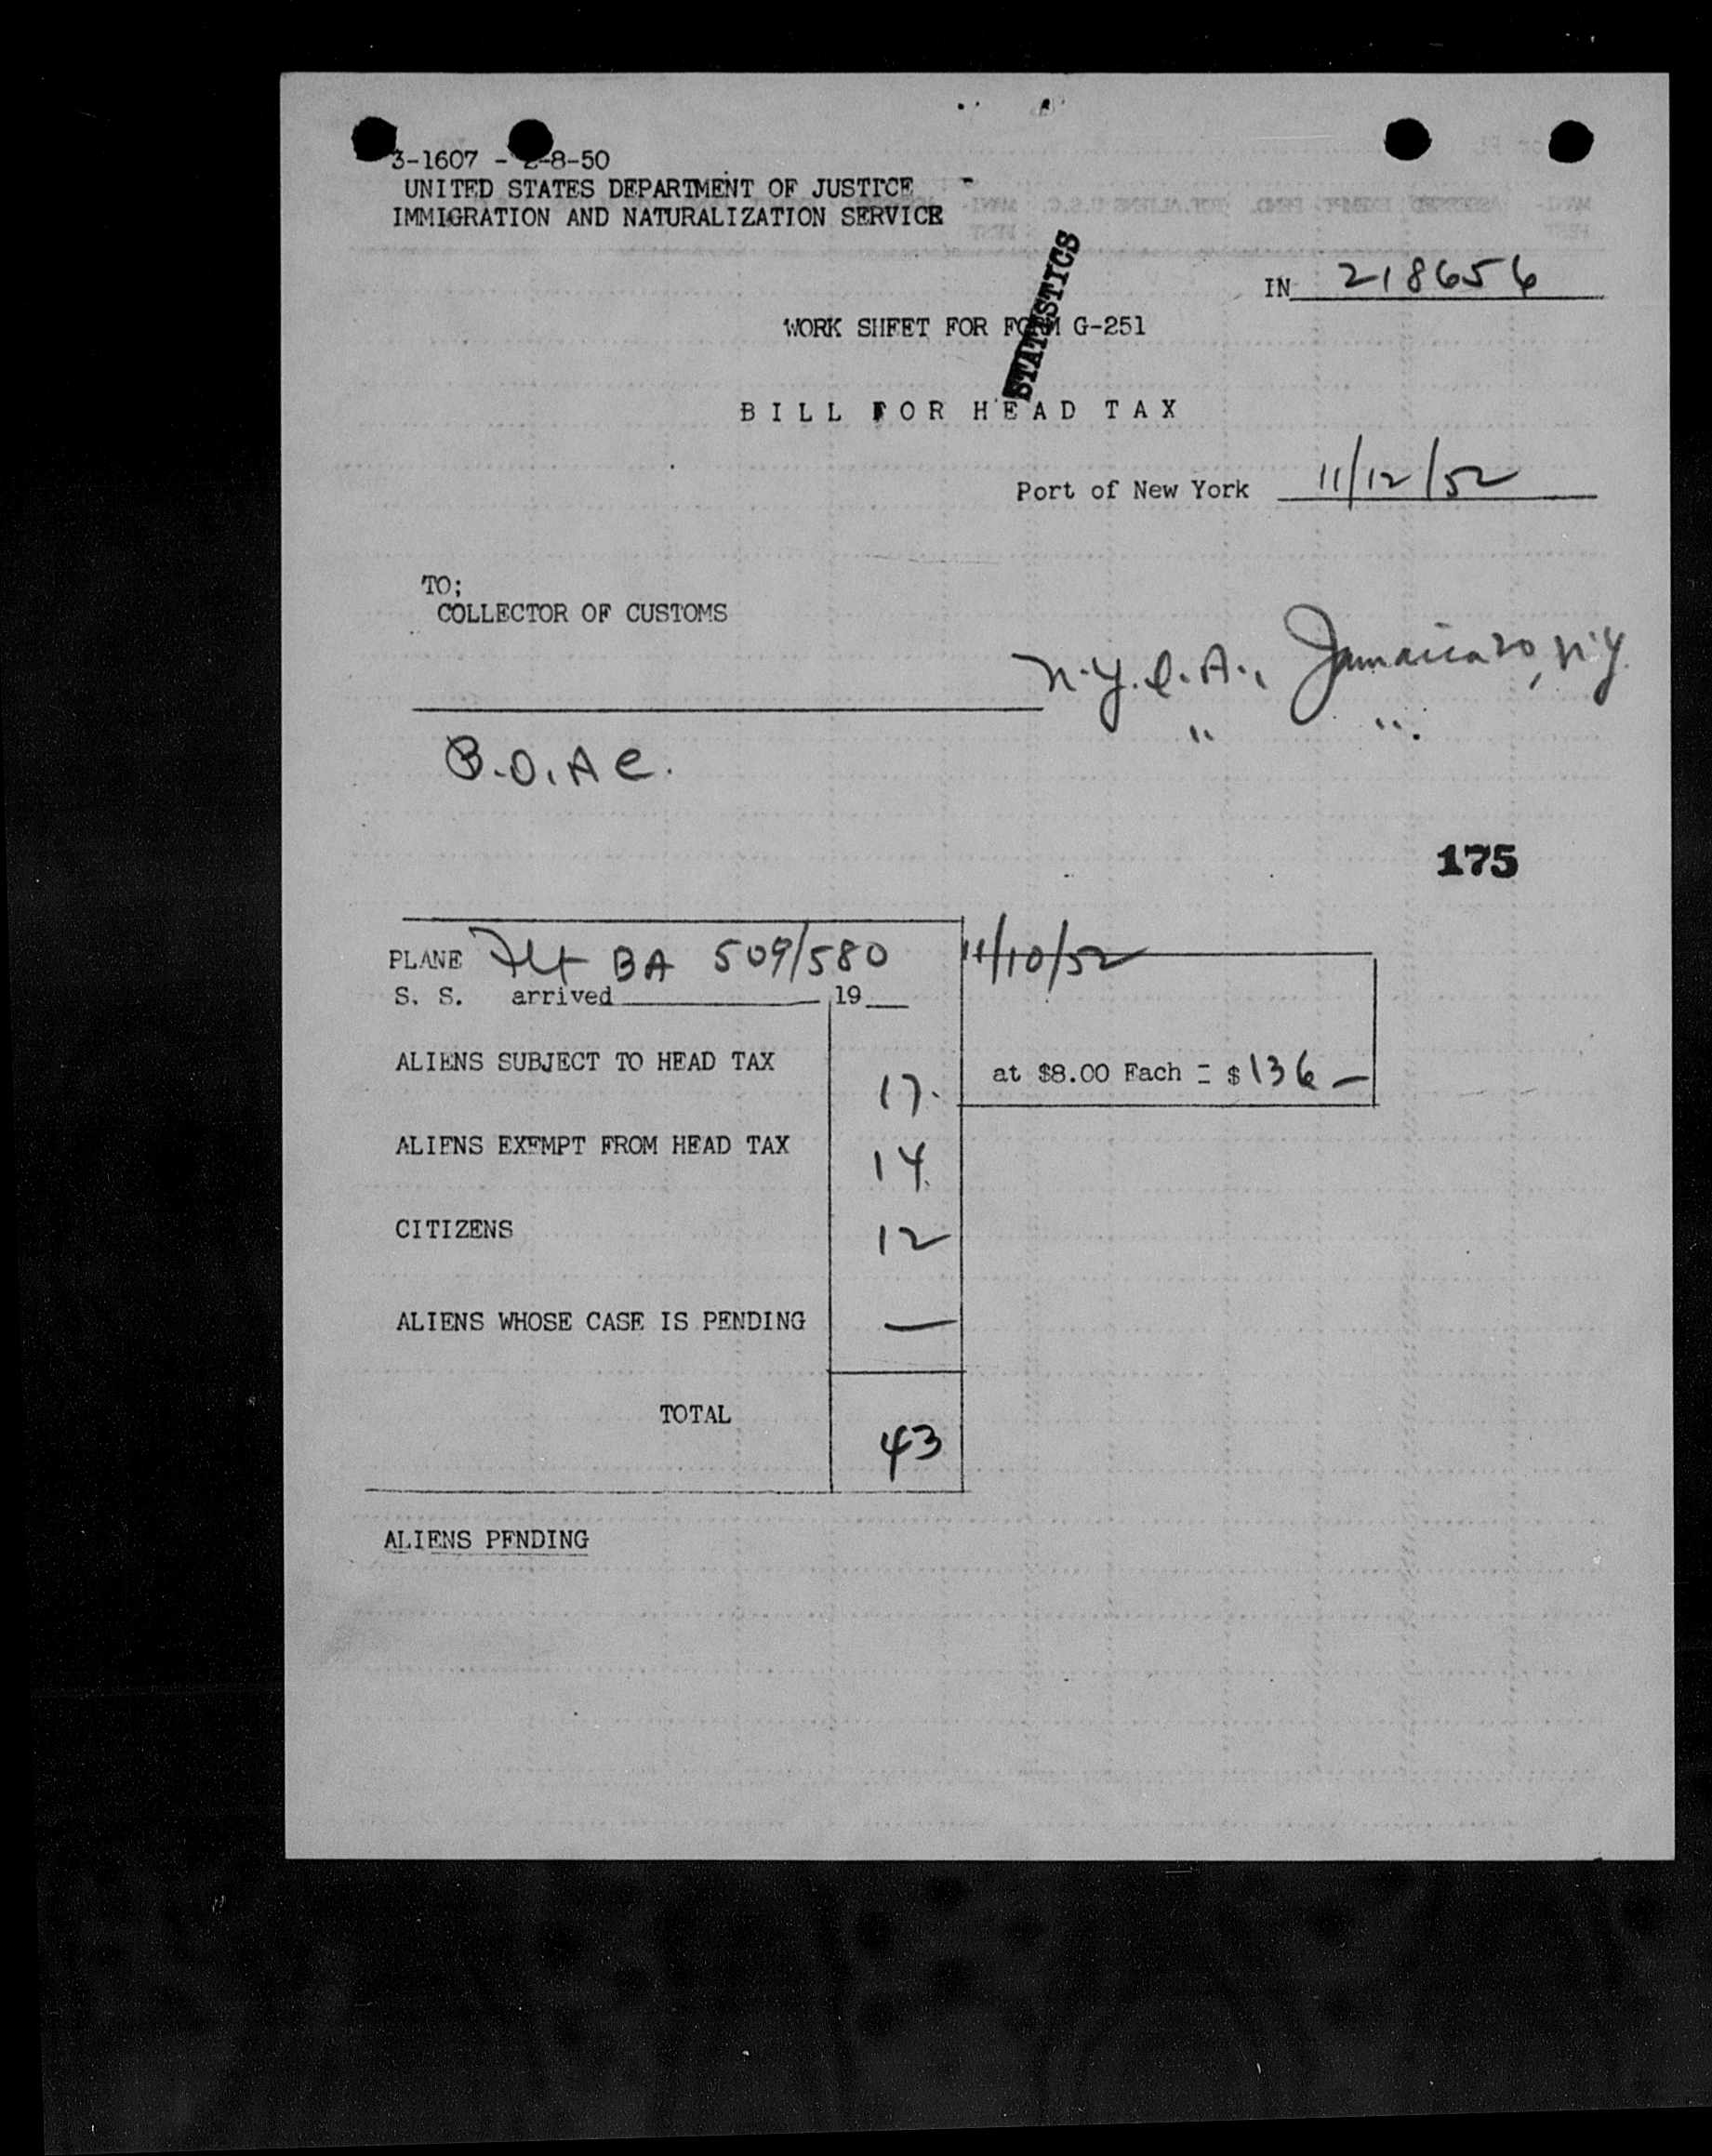 3-1607 - 2-8-50
UNITED STATES DEPARTMENT OF JUSTICE
IMMIGRATION AND NATURALIZATION SERVICE
STATISTICS
IN 218656
WORK SHEET FOR FORM G-251
BILL FOR HEAD TAX
Port of New York 11/12/52
TO;
COLLECTOR OF CUSTOMS
N.Y.I.A., Jamaica 20, N.Y.
" ".
B.O.A.C.
175
PLANE Flt BA 509/580 11/10/52
S. S. arrived 19
ALIENS SUBJECT TO HEAD TAX 17. at $8.00 Each = $136 —
ALIENS EXEMPT FROM HEAD TAX 14.
CITIZENS 12
ALIENS WHOSE CASE IS PENDING —
TOTAL 43
ALIENS PENDING